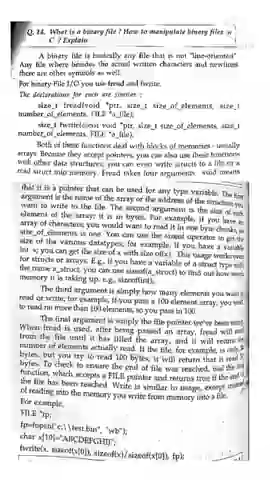 Q. 14. What is a binary file ? How to manipulate binary files in
C ? Explain
A binary file is basically any file that is not "line-oriented"
Any file where besides the actual written characters and newlines
there are other symbols as well.
For binary File I/O you use fread and fwrite.
The declarations for each are similar :
size_t fread(void *ptr, size_t size_of_elements, size_t
number_of_elements, FILE *a_file);
size_t fwrite(const void *ptr, size_t size_of_elements, size_t
number_of_elements, FILE *a_file);
Both of these functions deal with blocks of memories - usually
arrays. Because they accept pointers, you can also use these functions
with other data structures; you can even write structs to a file or a
read struct into memory. Fread takes four arguments. void means
that it is a pointer that can be used for any type variable. The first
argument is the name of the array or the address of the structure you
want to write to the file. The second argument is the size of each
element of the array; it is in bytes. For example, if you have an
array of characters, you would want to read it in one byte chunks, so
size_of_elements is one. You can use the sizeof operator to get the
size of the various datatypes; for example, if you have a variable
int x; you can get the size of x with sizeof(x). This usage works even
for structs or arrays. E.g., if you have a variable of a struct type with
the name a_struct, you can use sizeof(a_struct) to find out how much
memory it is taking up. e.g., sizeof(int);
The third argument is simply how many elements you want to
read or write; for example, if you pass a 100 element array, you want
to read no more than 100 elements, so you pass in 100.
The final argument is simply the file pointer we've been using.
When fread is used, after being passed an array, fread will read
from the file until it has filled the array, and it will return the
number of elements actually read. If the file, for example, is only 30
bytes, but you try to read 100 bytes, it will return that it read 30
bytes. To check to ensure the end of file was reached, use the feof
function, which accepts a FILE pointer and returns true if the end of
the file has been reached. Write is similar in usage, except instead
of reading into the memory you write from memory into a file.
For example,
FILE *fp;
fp=fopen("c:\\test.bin", "wb");
char x[10]="ABCDEFGHIJ";
fwrite(x, sizeof(x[0]), sizeof(x)/sizeof(x[0]), fp);